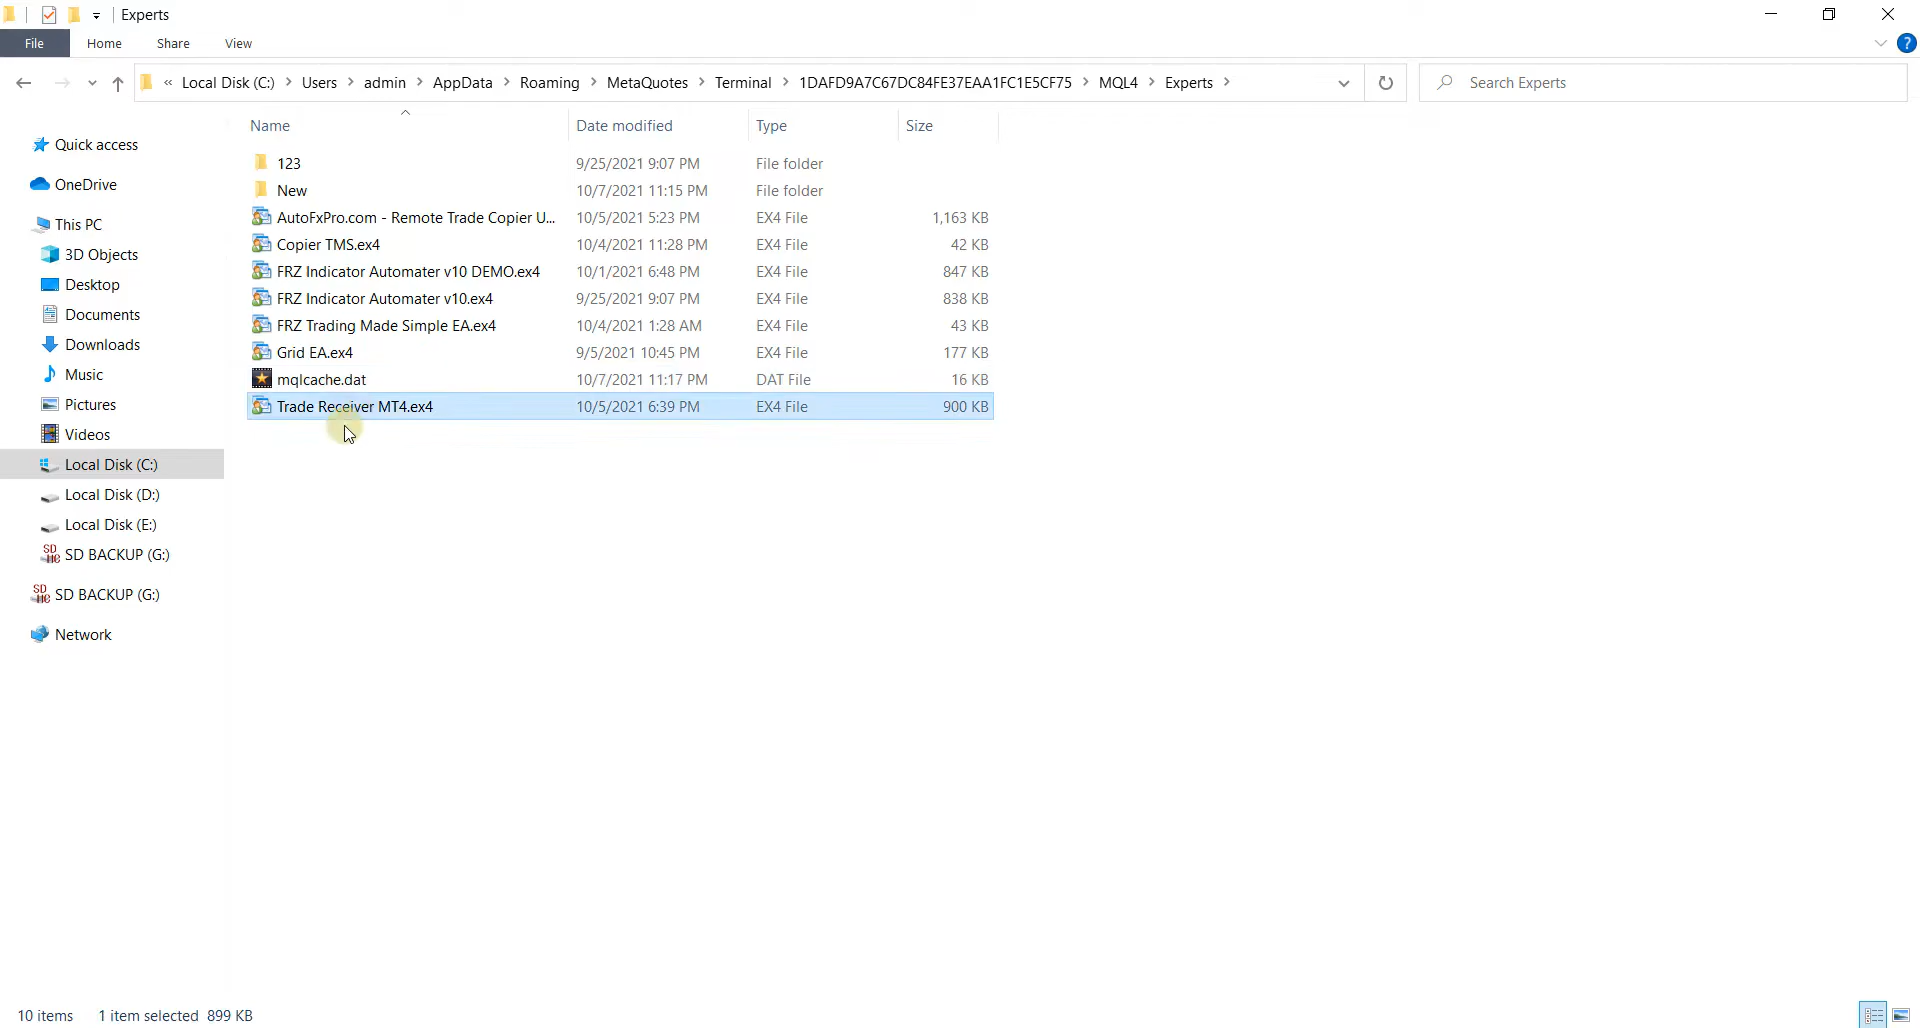 Experts
File Home Share View
« Local Disk (C:) > Users > admin > AppData > Roaming > MetaQuotes > Terminal > 1DAFD9A7C67DC84FE37EAA1FC1E5CF75 > MQL4 > Experts > Search Experts
Name Date modified Type Size
Quick access
OneDrive
This PC
3D Objects
Desktop
Documents
Downloads
Music
Pictures
Videos
Local Disk (C:)
Local Disk (D:)
Local Disk (E:)
SD BACKUP (G:)
SD BACKUP (G:)
Network
123 9/25/2021 9:07 PM File folder
New 10/7/2021 11:15 PM File folder
AutoFxPro.com - Remote Trade Copier U... 10/5/2021 5:23 PM EX4 File 1,163 KB
Copier TMS.ex4 10/4/2021 11:28 PM EX4 File 42 KB
FRZ Indicator Automater v10 DEMO.ex4 10/1/2021 6:48 PM EX4 File 847 KB
FRZ Indicator Automater v10.ex4 9/25/2021 9:07 PM EX4 File 838 KB
FRZ Trading Made Simple EA.ex4 10/4/2021 1:28 AM EX4 File 43 KB
Grid EA.ex4 9/5/2021 10:45 PM EX4 File 177 KB
mqlcache.dat 10/7/2021 11:17 PM DAT File 16 KB
Trade Receiver MT4.ex4 10/5/2021 6:39 PM EX4 File 900 KB
10 items 1 item selected 899 KB